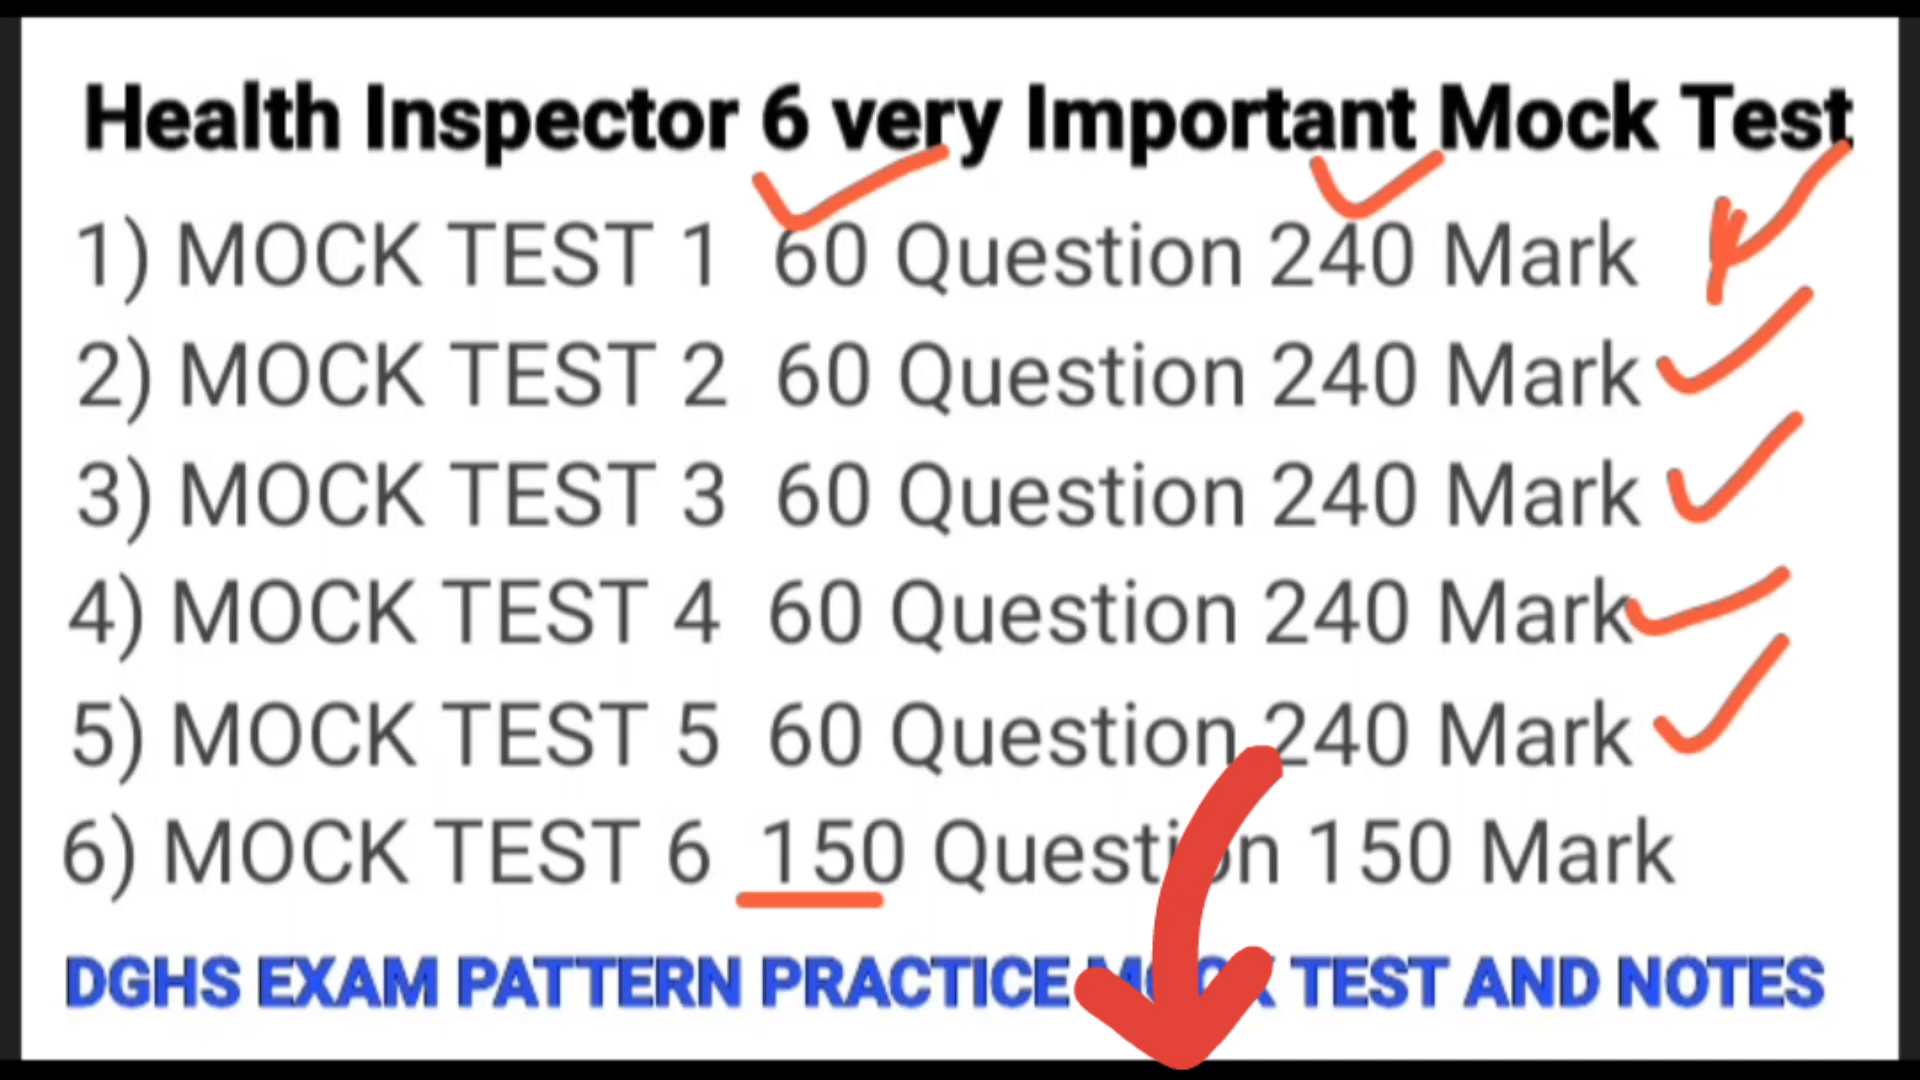 Health Inspector 6 very Important Mock Test
1) MOCK TEST 1 60 Question 240 Mark
2) MOCK TEST 2 60 Question 240 Mark
3) MOCK TEST 3 60 Question 240 Mark
4) MOCK TEST 4 60 Question 240 Mark
5) MOCK TEST 5 60 Question 240 Mark
6) MOCK TEST 6 150 Question 150 Mark
DGHS EXAM PATTERN PRACTICE MOCK TEST AND NOTES